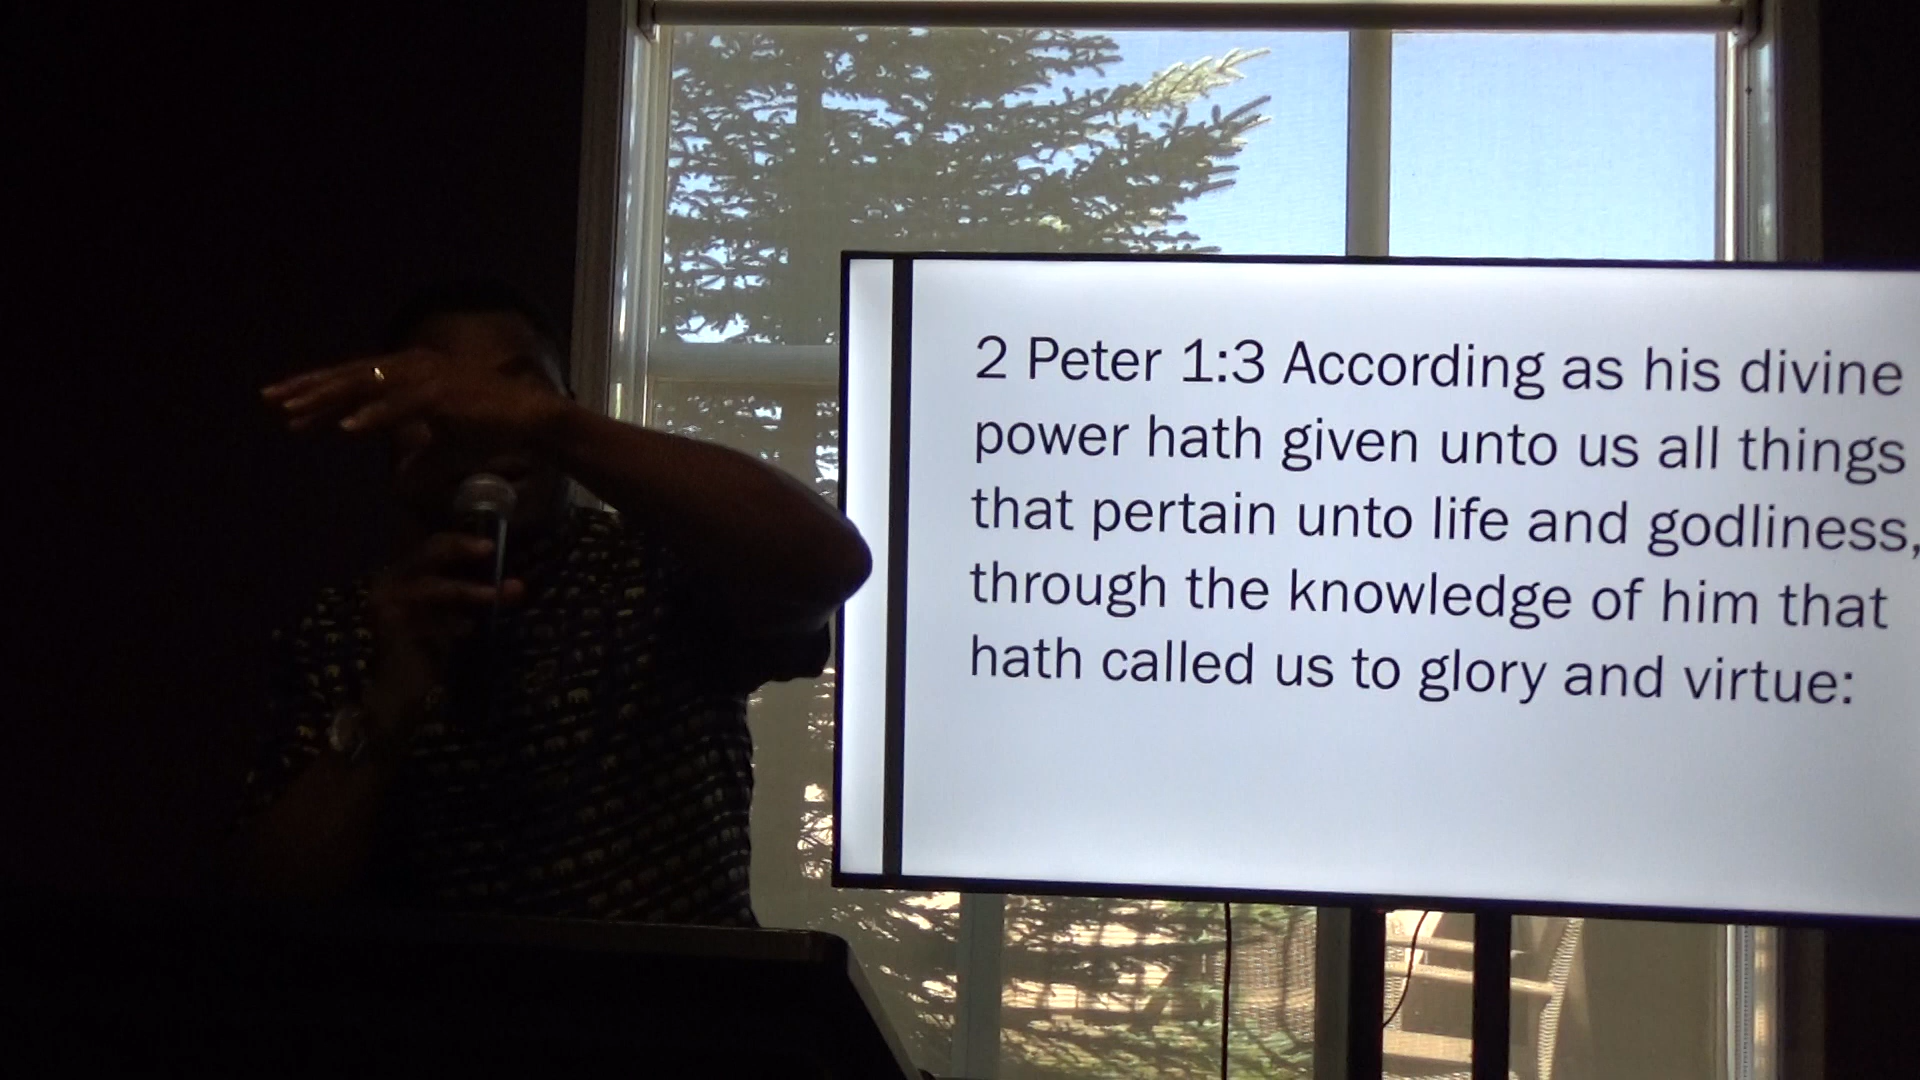 2 Peter 1:3 According as his divine
power hath given unto us all things
that pertain unto life and godliness,
through the knowledge of him that
hath called us to glory and virtue: